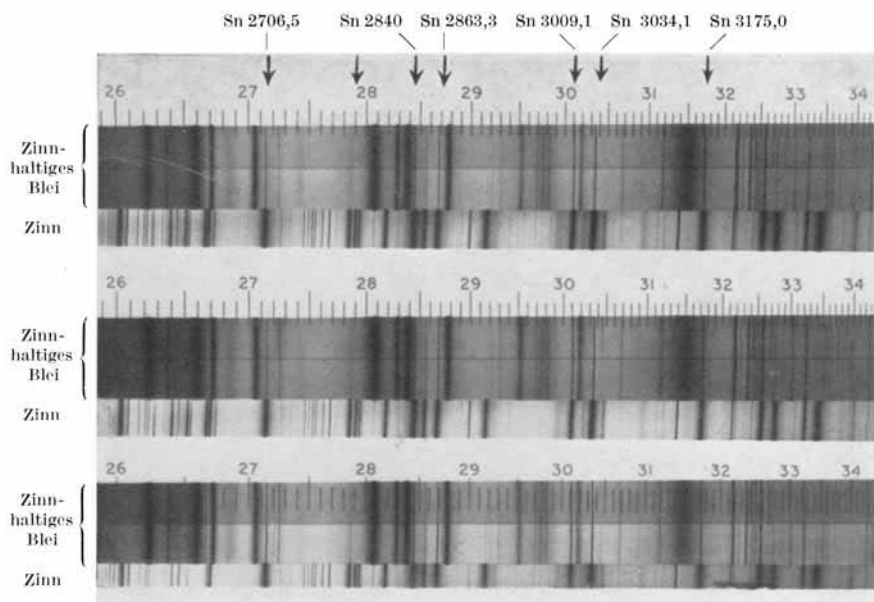 Sn 2706,5 Sn 2840 Sn 2863,3 Sn 3009,1 Sn 3034,1 Sn 3175,0
26 27 28 29 30 31 32 33 34
Zinn-
haltiges
Blei
Zinn
26 27 28 29 30 31 32 33 34
Zinn-
haltiges
Blei
Zinn
26 27 28 29 30 31 32 33 34
Zinn-
haltiges
Blei
Zinn